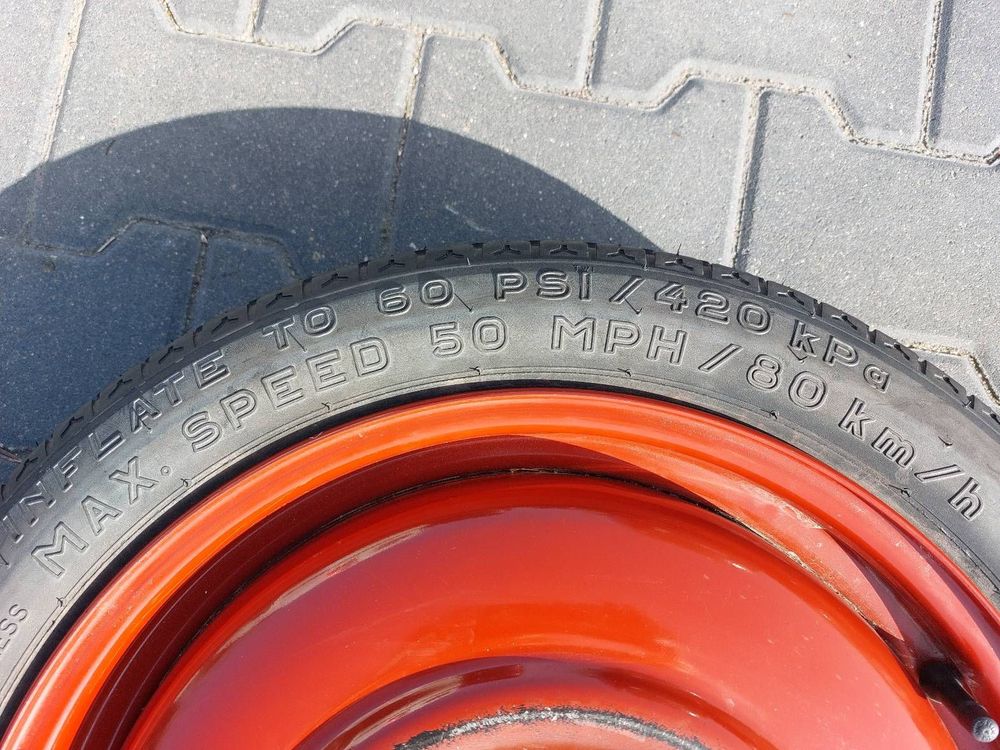 INFLATE TO 60 PSi/420 kPa
MAX. SPEED 50 MPH/80 km/h